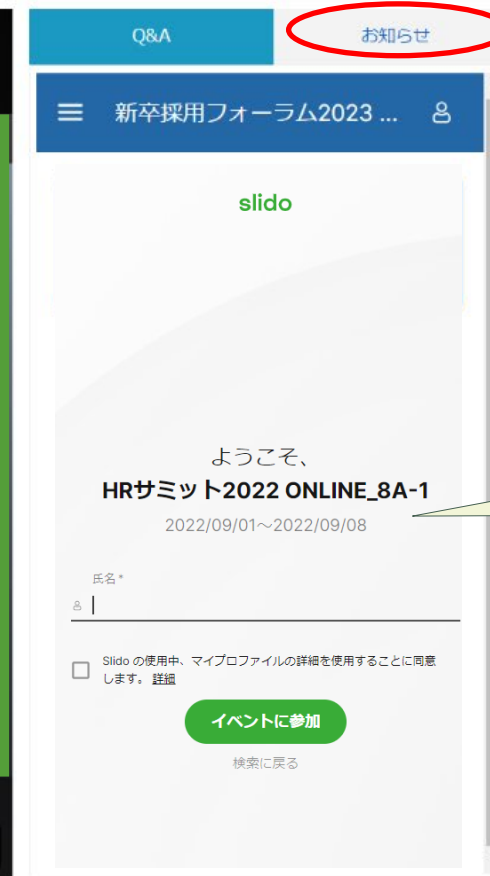 Q&A
お知らせ
新卒採用フォーラム2023 ...
slido
ようこそ、
HRサミット2022 ONLINE_8A-1
2022/09/01～2022/09/08
氏名 *
Slido の使用中、マイプロファイルの詳細を使用することに同意
します。 詳細
イベントに参加
検索に戻る